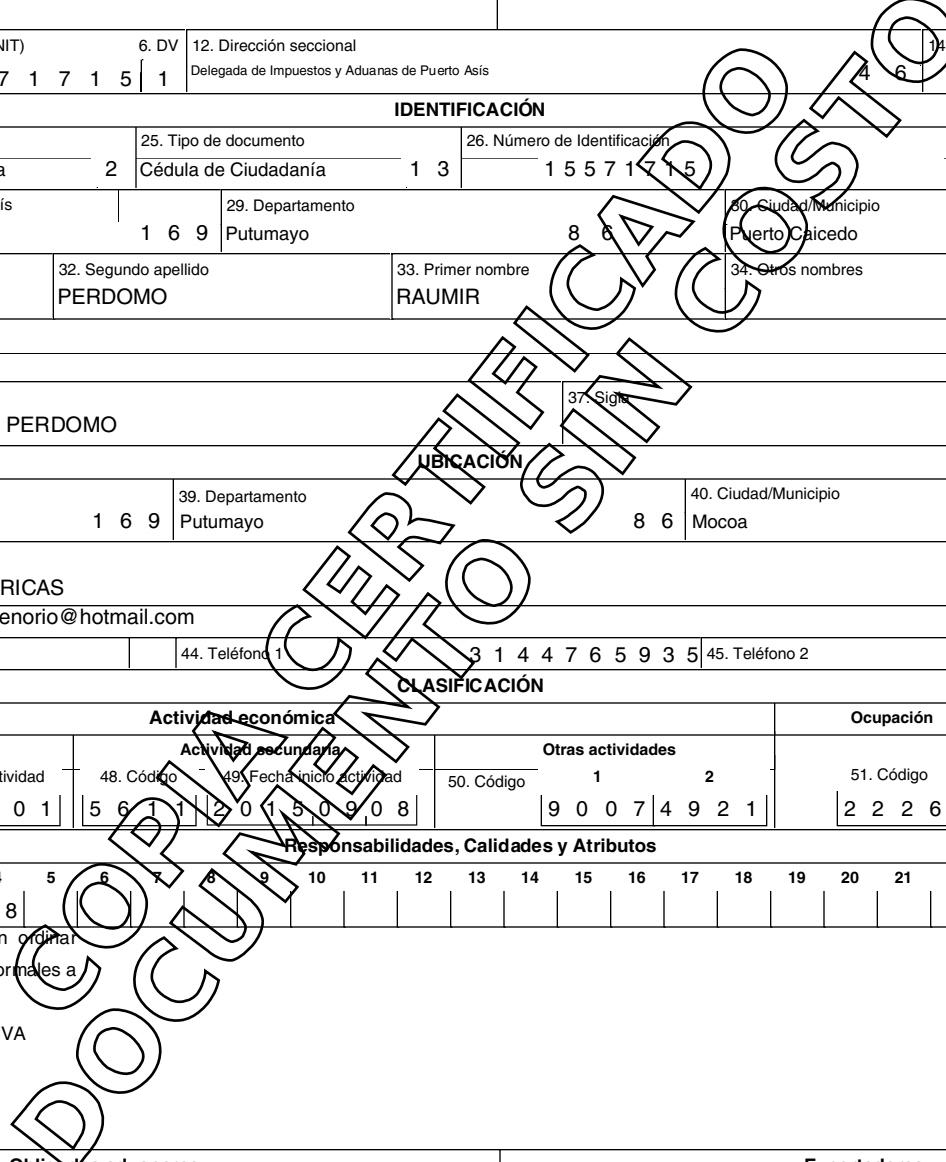 NIT) 6. DV 12. Dirección seccional 14
7 1 7 1 5 1 Delegada de Impuestos y Aduanas de Puerto Asís 4 6
IDENTIFICACIÓN
25. Tipo de documento 26. Número de Identificación
a 2 Cédula de Ciudadanía 1 3 1 5 5 7 1 7 1 5
ís 29. Departamento 30. Ciudad/Municipio
1 6 9 Putumayo 8 6 Puerto Caicedo
32. Segundo apellido 33. Primer nombre 34. Otros nombres
PERDOMO RAUMIR
37. Sigla
PERDOMO
UBICACIÓN
39. Departamento 40. Ciudad/Municipio
1 6 9 Putumayo 8 6 Mocoa
RICAS
enorio@hotmail.com
44. Teléfono 1 3 1 4 4 7 6 5 9 3 5 45. Teléfono 2
CLASIFICACIÓN
Actividad económica Ocupación
Actividad secundaria Otras actividades
tividad 48. Código 49. Fecha inicio actividad 50. Código 1 2 51. Código
0 1 5 6 1 1 2 0 1 5 0 9 0 8 9 0 0 7 4 9 2 1 2 2 2 6
Responsabilidades, Calidades y Atributos
5 6 7 8 9 10 11 12 13 14 15 16 17 18 19 20 21
8
n ordinar
ormales a
VA
COPIA CERTIFICADO
DOCUMENTO SIN COSTO